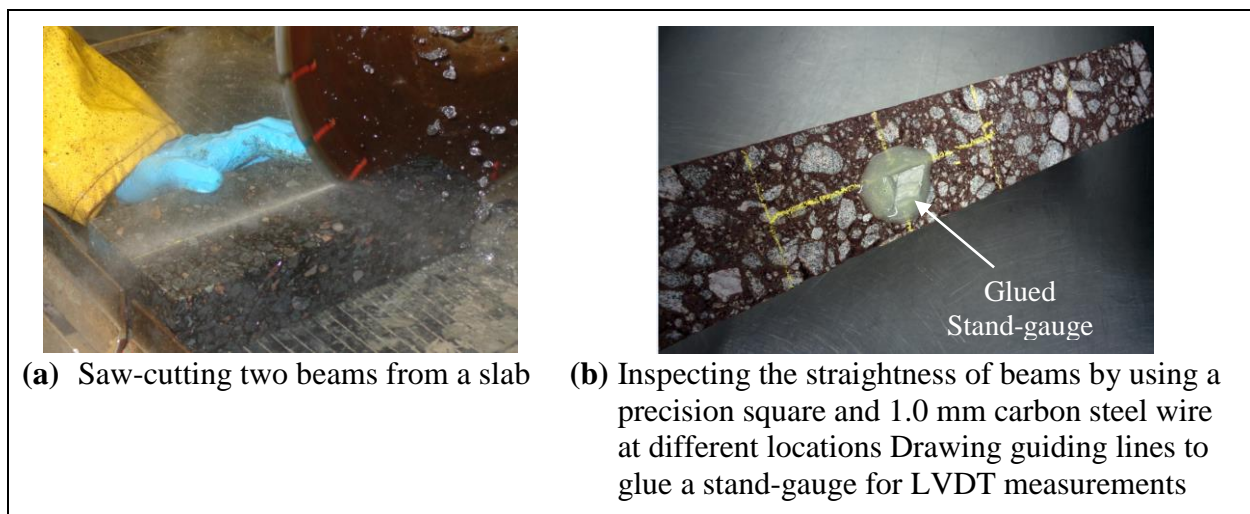 Glued
Stand-gauge
(a) Saw-cutting two beams from a slab
(b) Inspecting the straightness of beams by using a
precision square and 1.0 mm carbon steel wire
at different locations Drawing guiding lines to
glue a stand-gauge for LVDT measurements